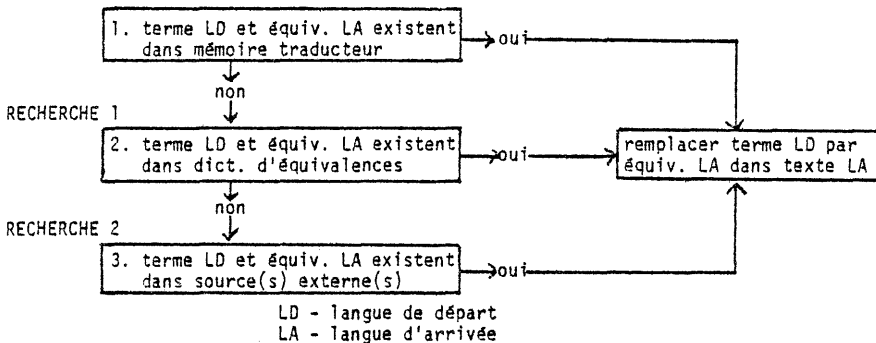 1. terme LD et équiv. LA existent
dans mémoire traducteur
oui
non
RECHERCHE 1
2. terme LD et équiv. LA existent
dans dict. d'équivalences
oui
remplacer terme LD par
équiv. LA dans texte LA
non
RECHERCHE 2
3. terme LD et équiv. LA existent
dans source(s) externe(s)
oui
LD - langue de départ
LA - langue d'arrivée